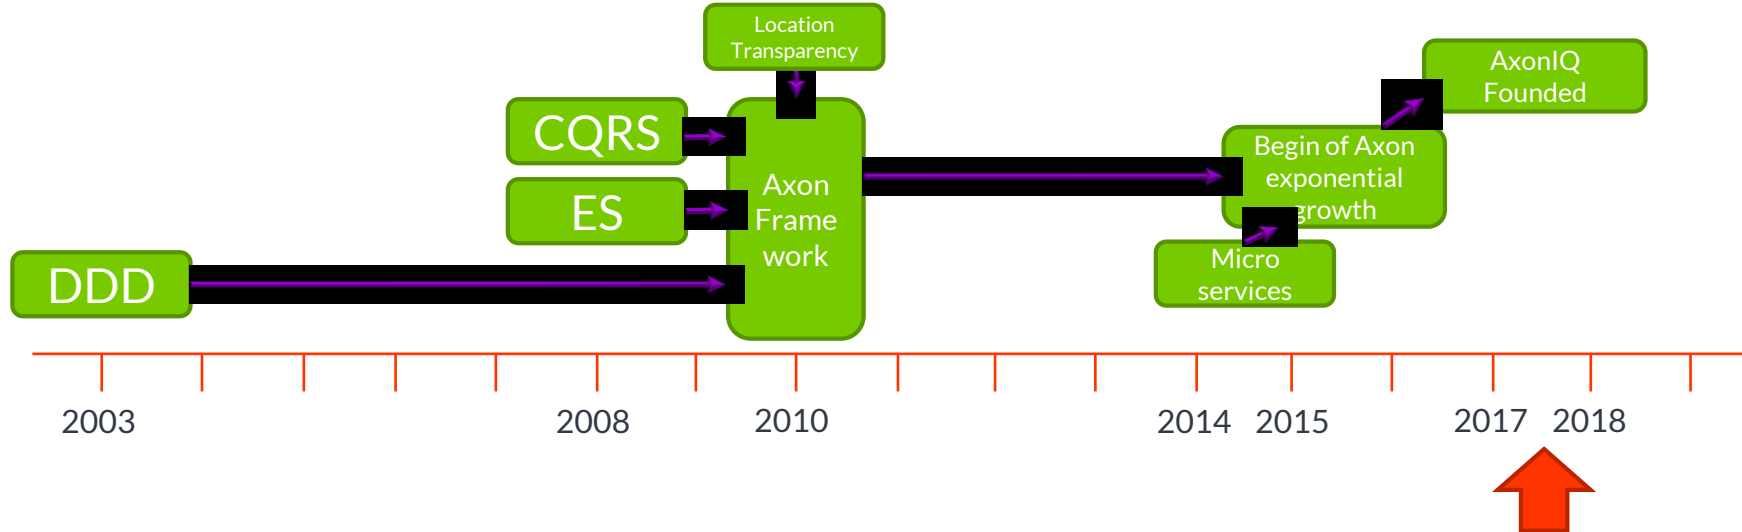 Location
Transparency
AxonIQ
Founded
CQRS
Begin of Axon
exponential
growth
Axon
Frame
work
ES
DDD
Micro
services
2003
2008
2010
2014
2015
2017
2018